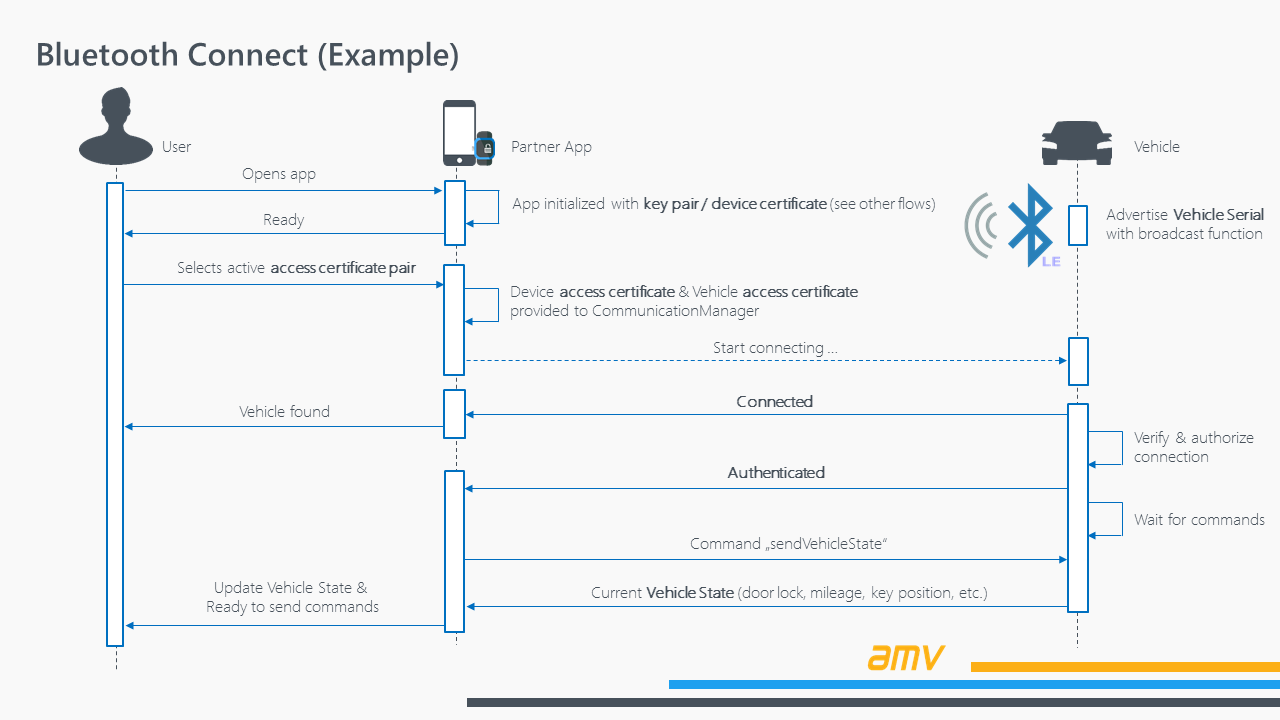 Bluetooth Connect (Example)
User
Partner App
Vehicle
Opens app
App initialized with key pair / device certificate (see other flows)
Ready
Advertise Vehicle Serial
with broadcast function
LE
Selects active access certificate pair
Device access certificate & Vehicle access certificate
provided to CommunicationManager
Start connecting ...
Connected
Vehicle found
Verify & authorize
connection
Authenticated
Wait for commands
Command „sendVehicleState“
Update Vehicle State &
Ready to send commands
Current Vehicle State (door lock, mileage, key position, etc.)
amv